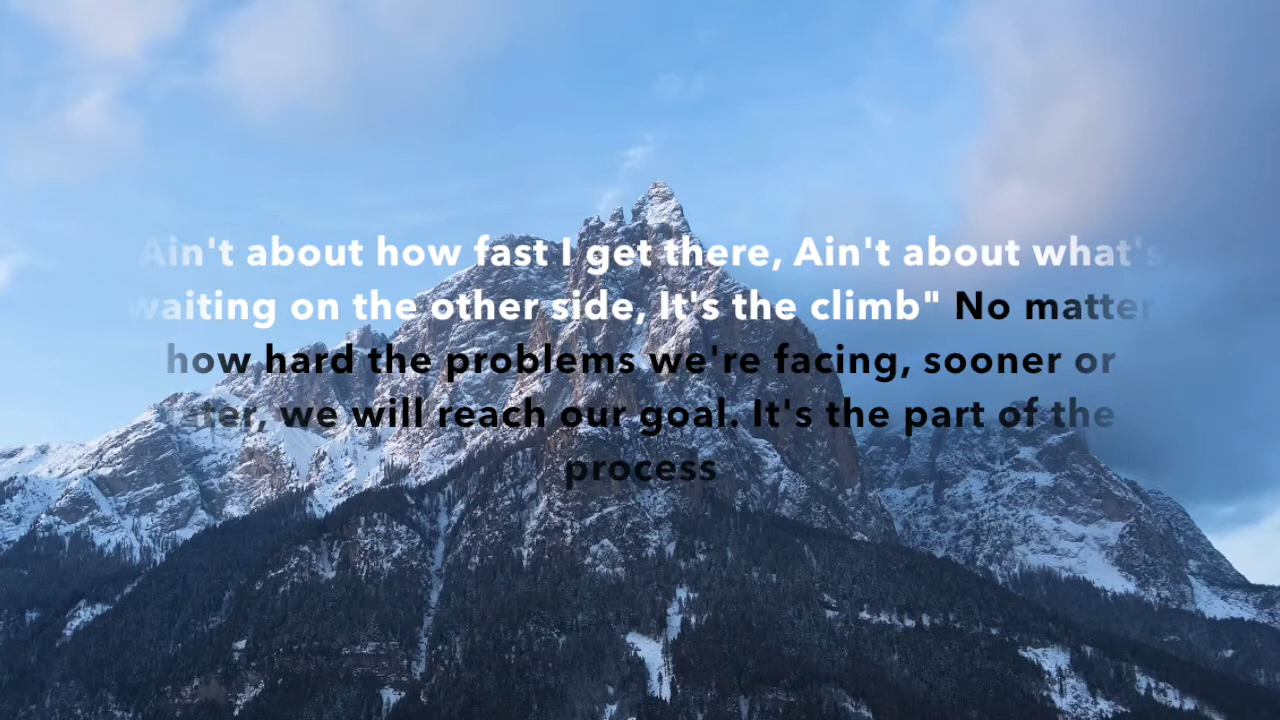 Ain't about how fast I get there, Ain't about what's
waiting on the other side, It's the climb" No matter
how hard the problems we're facing, sooner or
later, we will reach our goal. It's the part of the
process